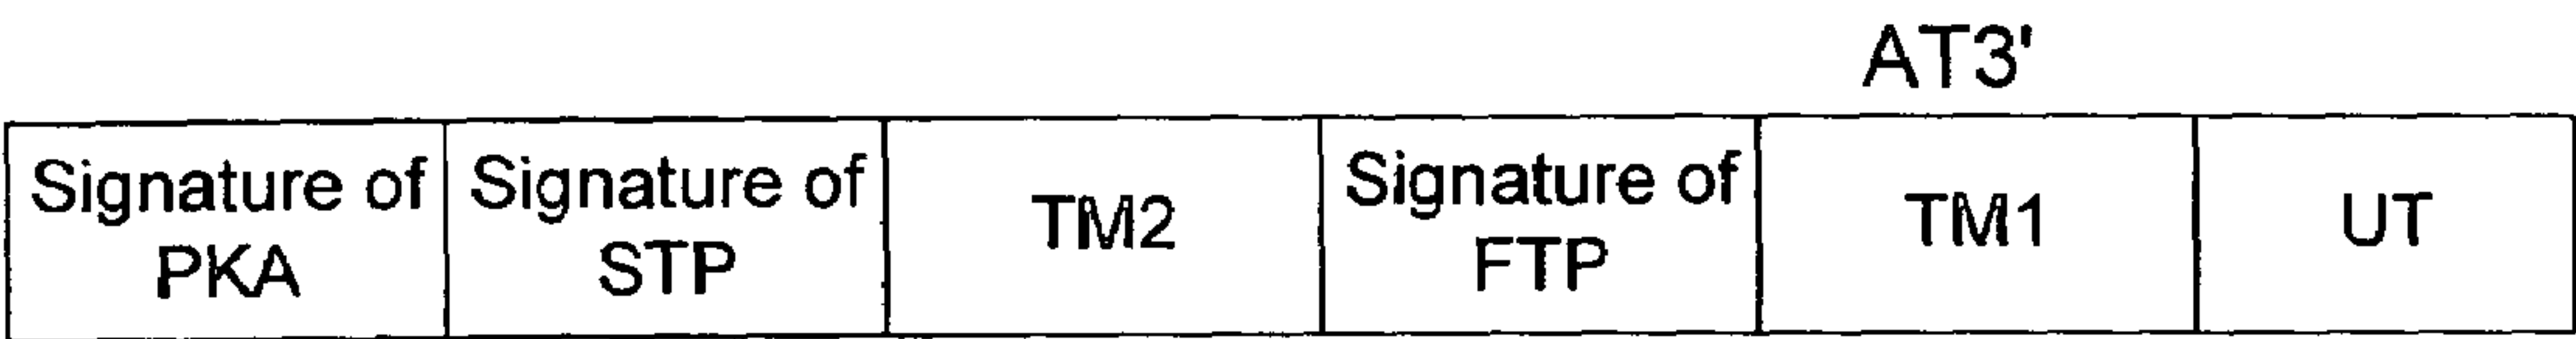 AT3'
Signature of
PKA
Signature of
STP
TM2
Signature of
FTP
TM1
UT